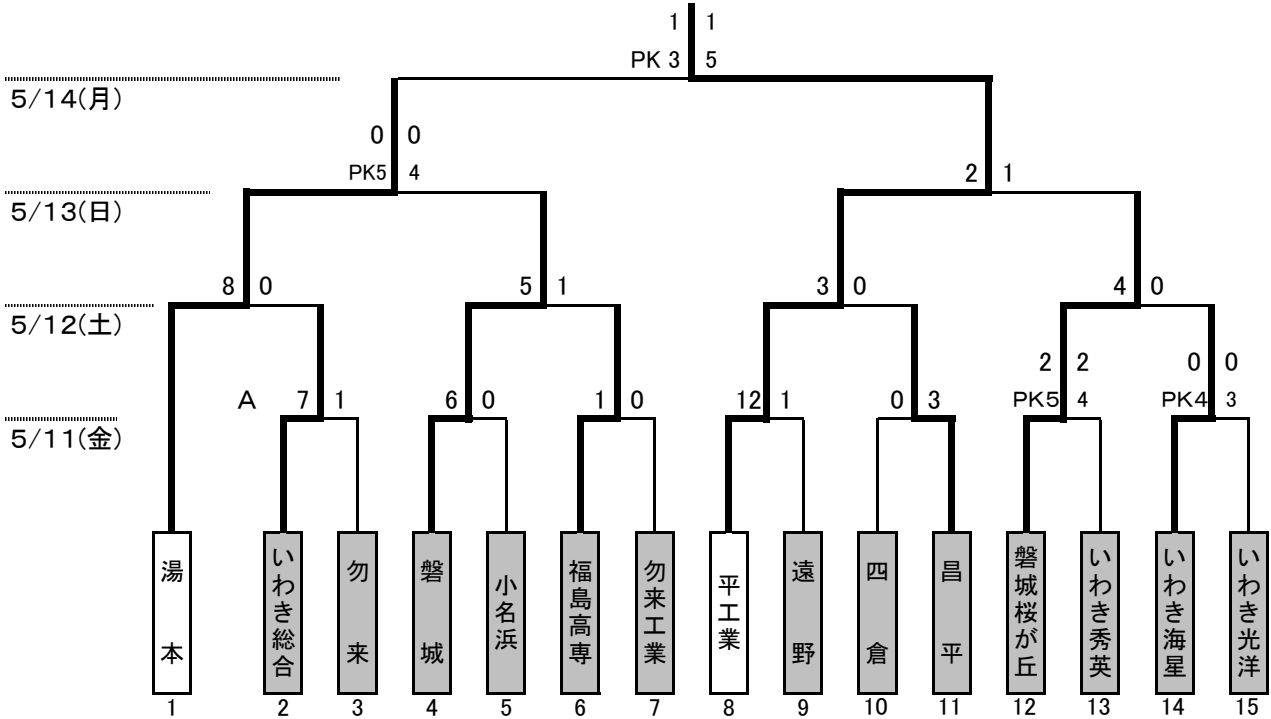 1 1
PK 3 5
5/14(月)
0 0
PK5 4
2 1
5/13(日)
8 0
5 1
3 0
4 0
5/12(土)
2 2
0 0
A 7 1
6 0
1 0
12 1
0 3
PK5 4
PK4 3
5/11(金)
湯本
いわき総合
勿来
磐城
小名浜
福島高専
勿来工業
平工業
遠野
四倉
昌平
磐城桜が丘
いわき秀英
いわき海星
いわき光洋
1 2 3 4 5 6 7 8 9 10 11 12 13 14 15